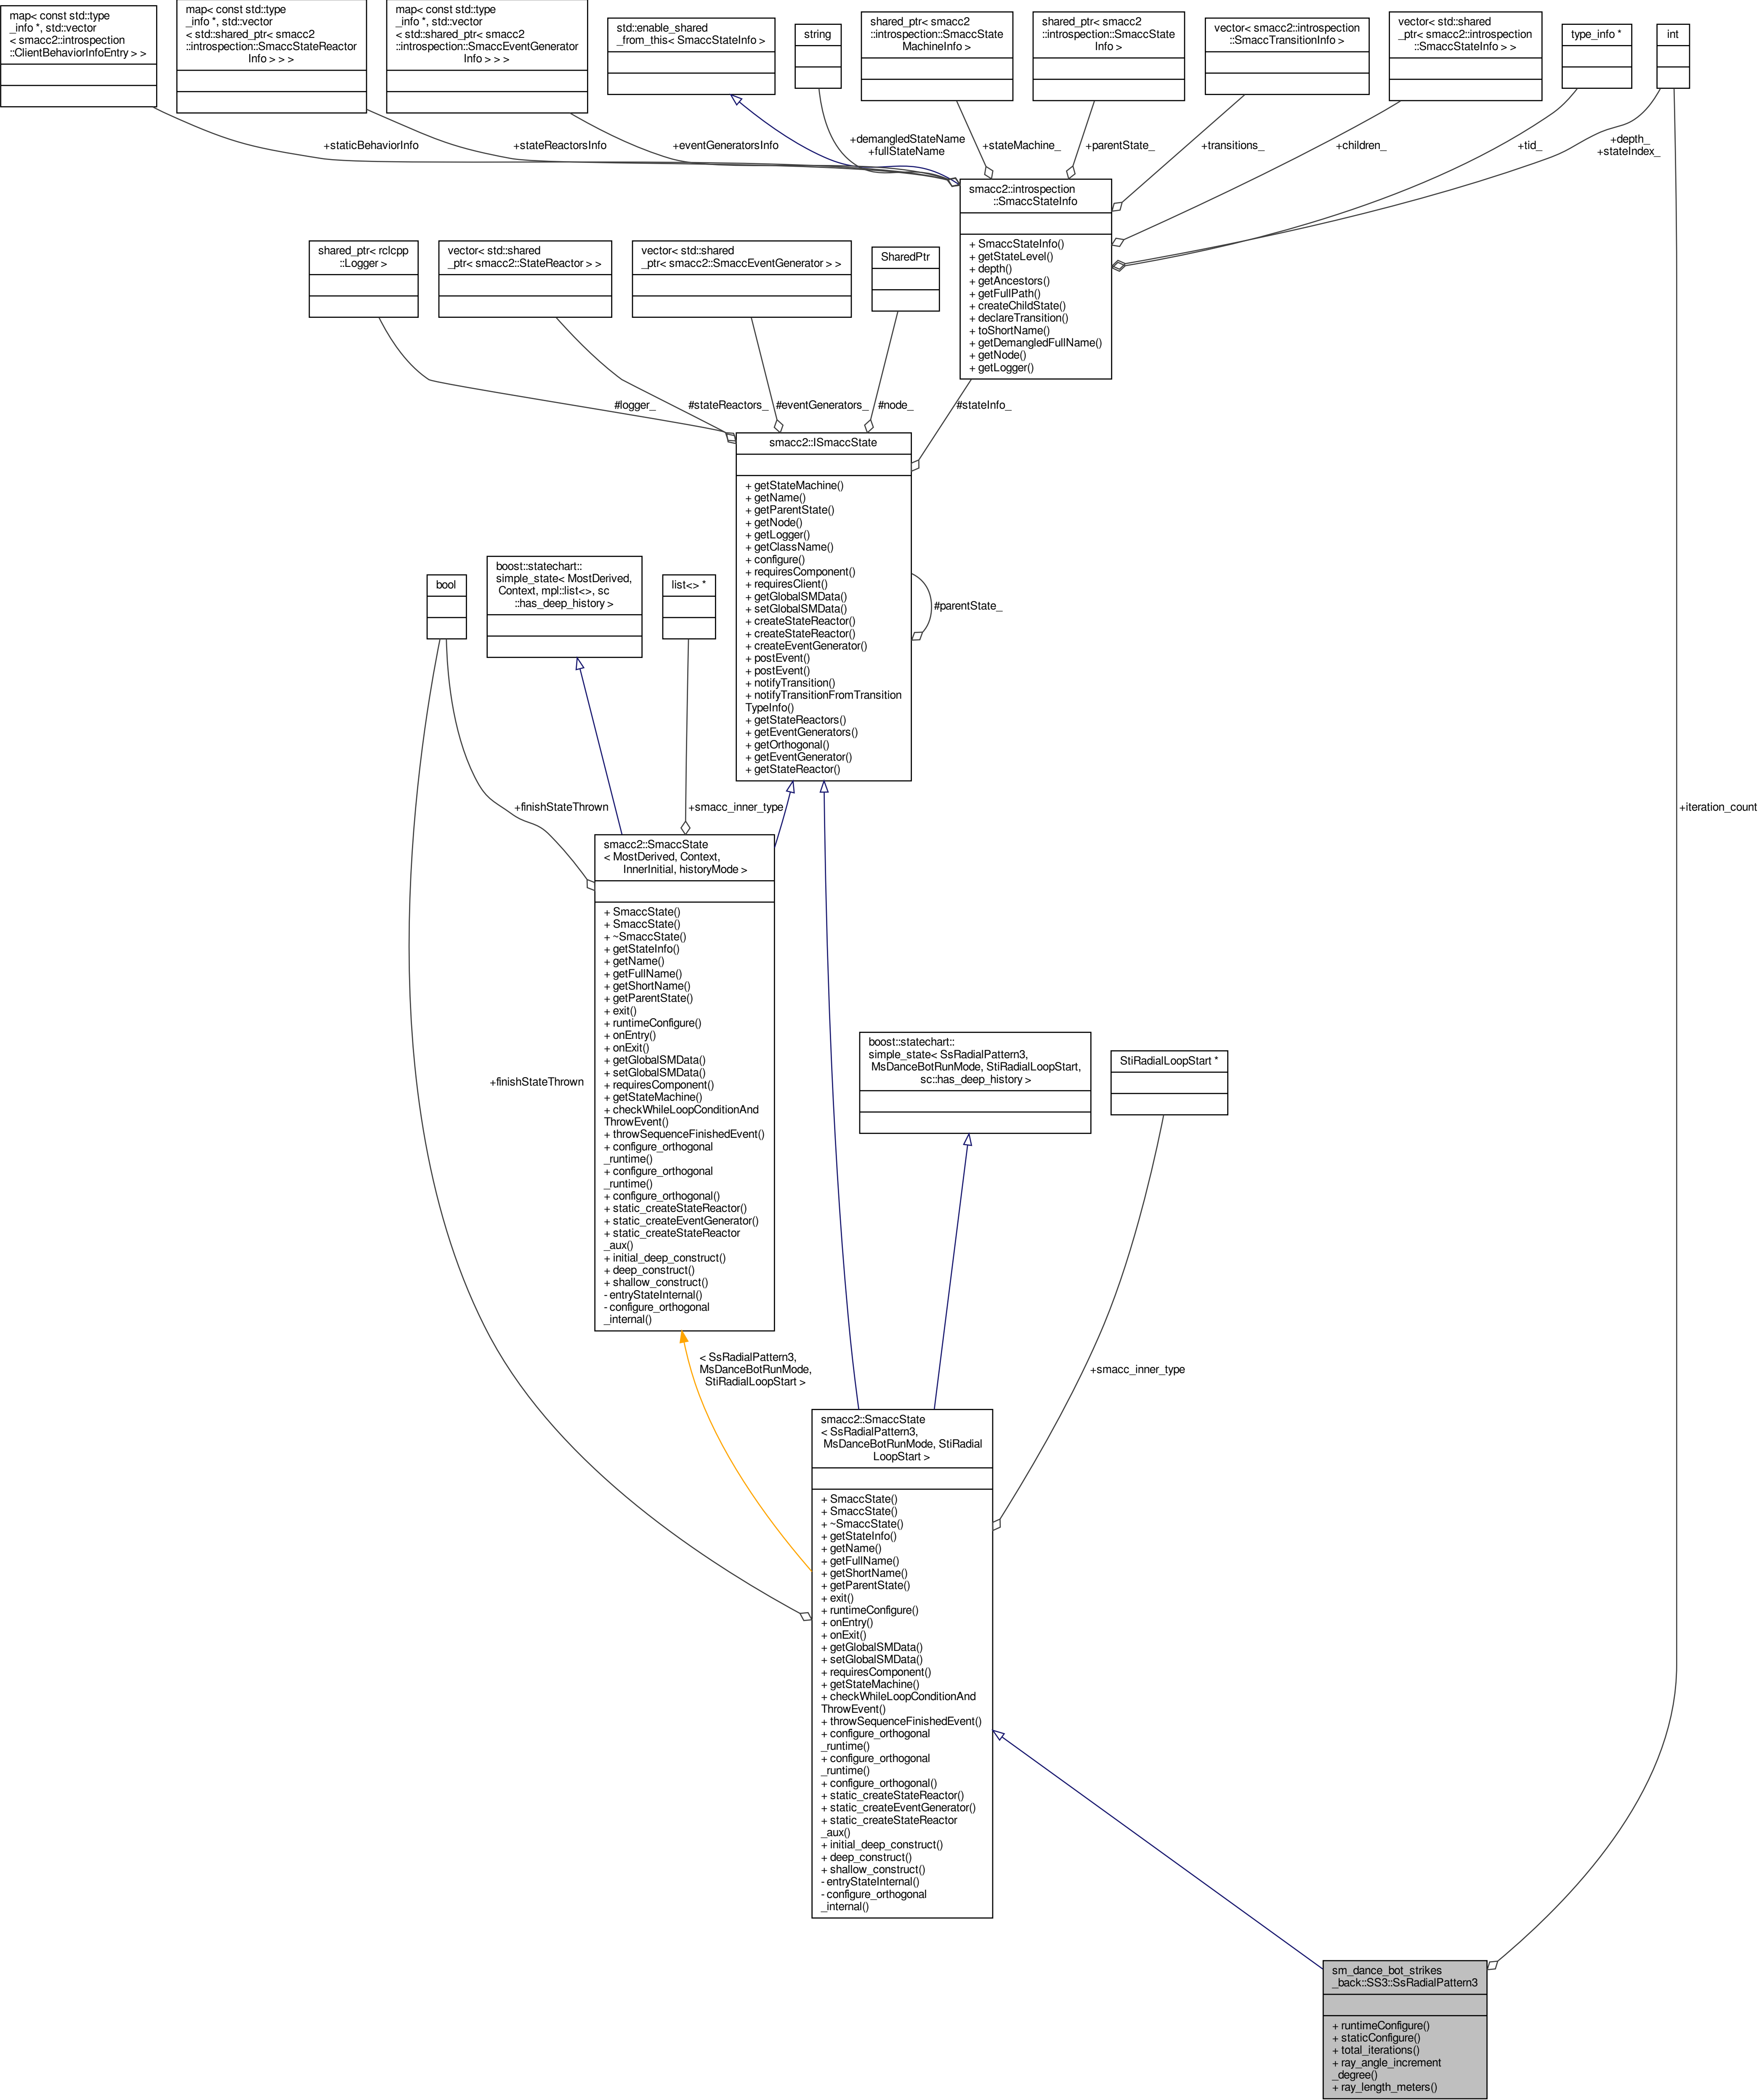 map< const std::type
_info *, std::vector
< smacc2::introspection
::ClientBehaviorInfoEntry > >
map< const std::type
_info *, std::vector
< std::shared_ptr< smacc2
::introspection::SmaccStateReactor
Info > > >
map< const std::type
_info *, std::vector
< std::shared_ptr< smacc2
::introspection::SmaccEventGenerator
Info > > >
std::enable_shared
_from_this< SmaccStateInfo >
string
shared_ptr< smacc2
::introspection::SmaccState
MachineInfo >
shared_ptr< smacc2
::introspection::SmaccState
Info >
vector< smacc2::introspection
::SmaccTransitionInfo >
vector< std::shared
_ptr< smacc2::introspection
::SmaccStateInfo > >
type_info *
int
+staticBehaviorInfo
+stateReactorsInfo
+eventGeneratorsInfo
+demangledStateName
+fullStateName
+stateMachine_
+parentState_
+transitions_
+children_
+tid_
+depth_
+stateIndex_
smacc2::introspection
::SmaccStateInfo
+ SmaccStateInfo()
+ getStateLevel()
+ depth()
+ getAncestors()
+ getFullPath()
+ createChildState()
+ declareTransition()
+ toShortName()
+ getDemangledFullName()
+ getNode()
+ getLogger()
shared_ptr< rclcpp
::Logger >
vector< std::shared
_ptr< smacc2::StateReactor > >
vector< std::shared
_ptr< smacc2::SmaccEventGenerator > >
SharedPtr
#logger_
#stateReactors_
#eventGenerators_
#node_
#stateInfo_
smacc2::ISmaccState
+ getStateMachine()
+ getName()
+ getParentState()
+ getNode()
+ getLogger()
+ getClassName()
+ configure()
+ requiresComponent()
+ requiresClient()
+ getGlobalSMData()
+ setGlobalSMData()
+ createStateReactor()
+ createStateReactor()
+ createEventGenerator()
+ postEvent()
+ postEvent()
+ notifyTransition()
+ notifyTransitionFromTransition
TypeInfo()
+ getStateReactors()
+ getEventGenerators()
+ getOrthogonal()
+ getEventGenerator()
+ getStateReactor()
#parentState_
bool
boost::statechart::
simple_state< MostDerived,
Context, mpl::list<>, sc
::has_deep_history >
list<> *
+finishStateThrown
+smacc_inner_type
+iteration_count
smacc2::SmaccState
< MostDerived, Context,
InnerInitial, historyMode >
+ SmaccState()
+ SmaccState()
+ ~SmaccState()
+ getStateInfo()
+ getName()
+ getFullName()
+ getShortName()
+ getParentState()
+ exit()
+ runtimeConfigure()
+ onEntry()
+ onExit()
+ getGlobalSMData()
+ setGlobalSMData()
+ requiresComponent()
+ getStateMachine()
+ checkWhileLoopConditionAnd
ThrowEvent()
+ throwSequenceFinishedEvent()
+ configure_orthogonal
_runtime()
+ configure_orthogonal
_runtime()
+ configure_orthogonal()
+ static_createStateReactor()
+ static_createEventGenerator()
+ static_createStateReactor
_aux()
+ initial_deep_construct()
+ deep_construct()
+ shallow_construct()
- entryStateInternal()
- configure_orthogonal
_internal()
+finishStateThrown
boost::statechart::
simple_state< SsRadialPattern3,
MsDanceBotRunMode, StiRadialLoopStart,
sc::has_deep_history >
StiRadialLoopStart *
< SsRadialPattern3,
MsDanceBotRunMode,
StiRadialLoopStart >
+smacc_inner_type
smacc2::SmaccState
< SsRadialPattern3,
MsDanceBotRunMode, StiRadial
LoopStart >
+ SmaccState()
+ SmaccState()
+ ~SmaccState()
+ getStateInfo()
+ getName()
+ getFullName()
+ getShortName()
+ getParentState()
+ exit()
+ runtimeConfigure()
+ onEntry()
+ onExit()
+ getGlobalSMData()
+ setGlobalSMData()
+ requiresComponent()
+ getStateMachine()
+ checkWhileLoopConditionAnd
ThrowEvent()
+ throwSequenceFinishedEvent()
+ configure_orthogonal
_runtime()
+ configure_orthogonal
_runtime()
+ configure_orthogonal()
+ static_createStateReactor()
+ static_createEventGenerator()
+ static_createStateReactor
_aux()
+ initial_deep_construct()
+ deep_construct()
+ shallow_construct()
- entryStateInternal()
- configure_orthogonal
_internal()
sm_dance_bot_strikes
_back::SS3::SsRadialPattern3
+ runtimeConfigure()
+ staticConfigure()
+ total_iterations()
+ ray_angle_increment
_degree()
+ ray_length_meters()